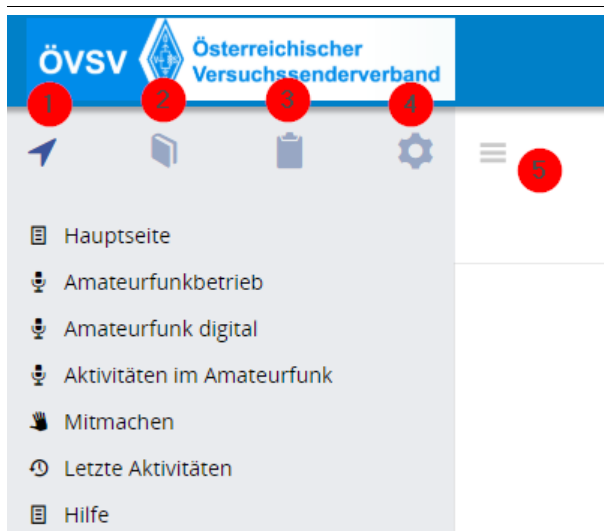 ÖVSV
Österreichischer
Versuchssenderverband
1
2
3
4
5
Hauptseite
Amateurfunkbetrieb
Amateurfunk digital
Aktivitäten im Amateurfunk
Mitmachen
Letzte Aktivitäten
Hilfe